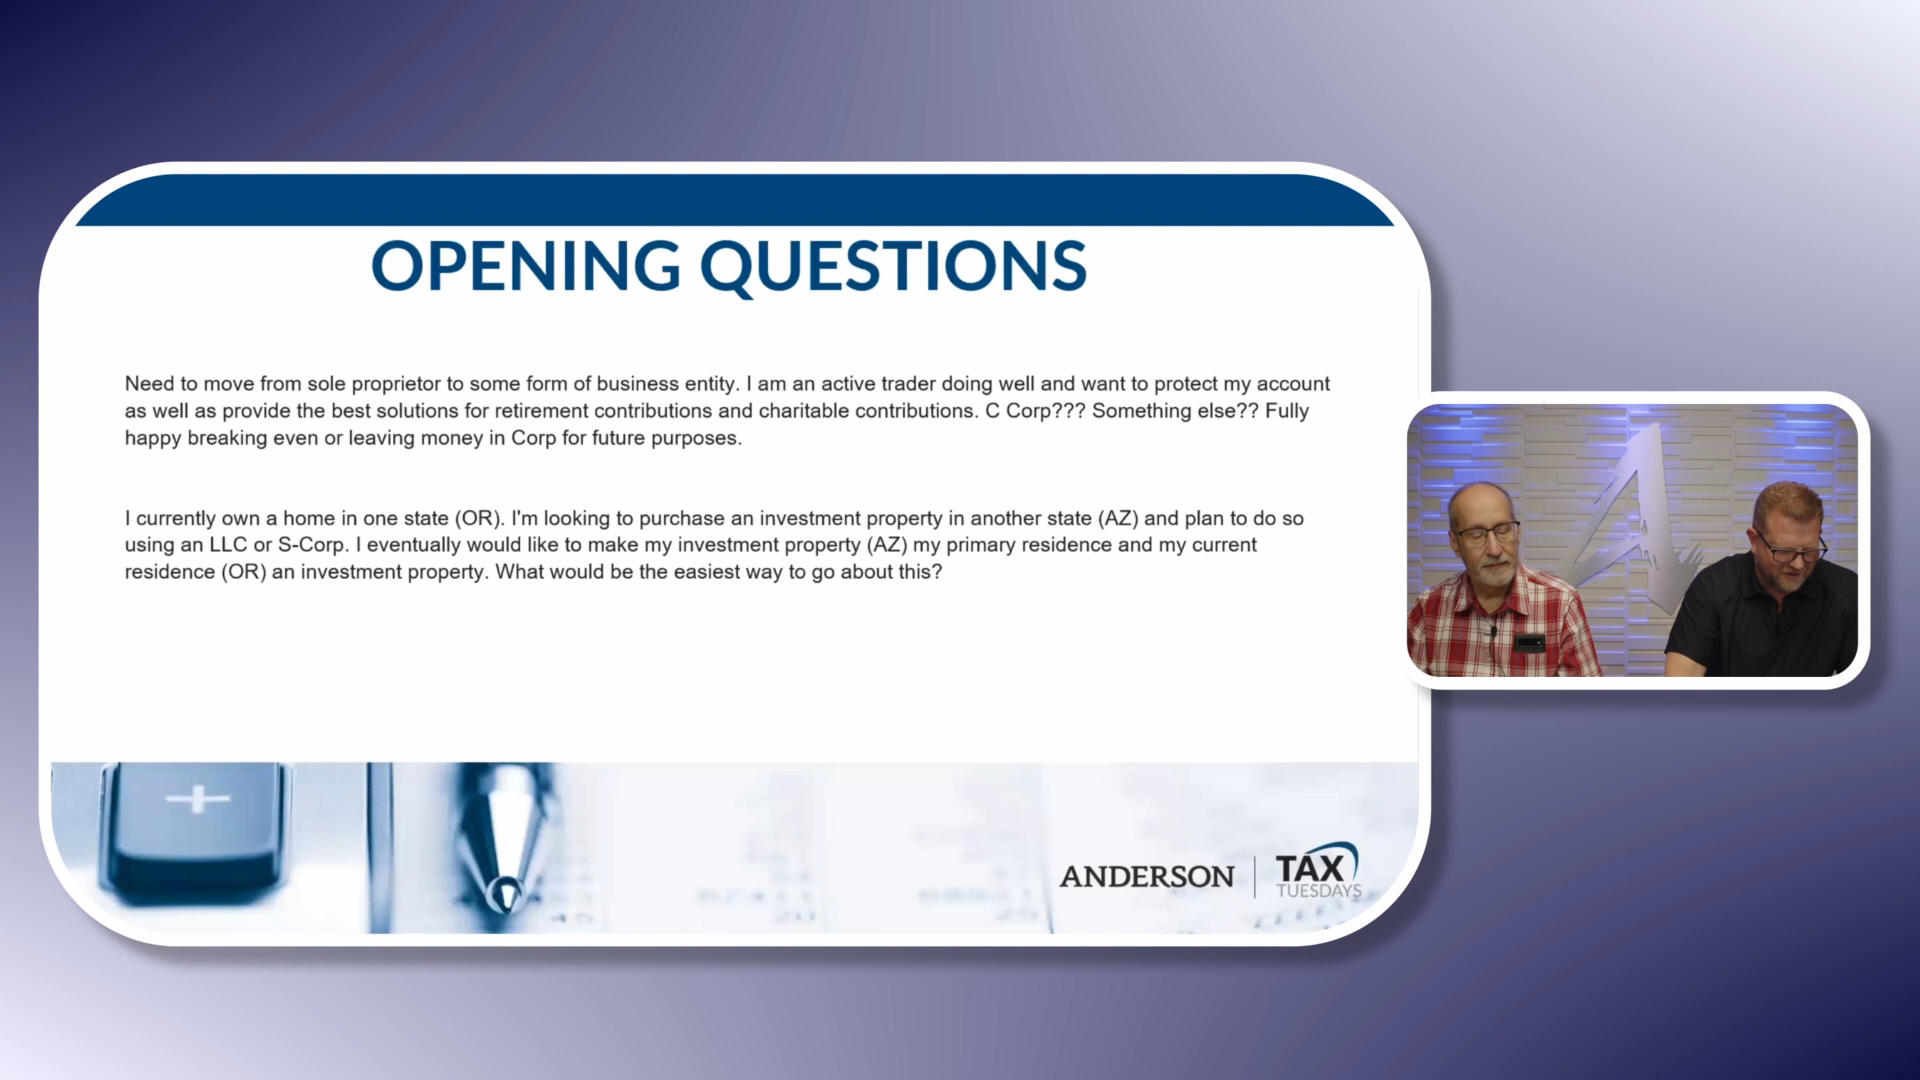 OPENING QUESTIONS
Need to move from sole proprietor to some form of business entity. I am an active trader doing well and want to protect my account
as well as provide the best solutions for retirement contributions and charitable contributions. C Corp??? Something else?? Fully
happy breaking even or leaving money in Corp for future purposes.
I currently own a home in one state (OR). I'm looking to purchase an investment property in another state (AZ) and plan to do so
using an LLC or S-Corp. I eventually would like to make my investment property (AZ) my primary residence and my current
residence (OR) an investment property. What would be the easiest way to go about this?
ANDERSON
TAX
TUESDAYS